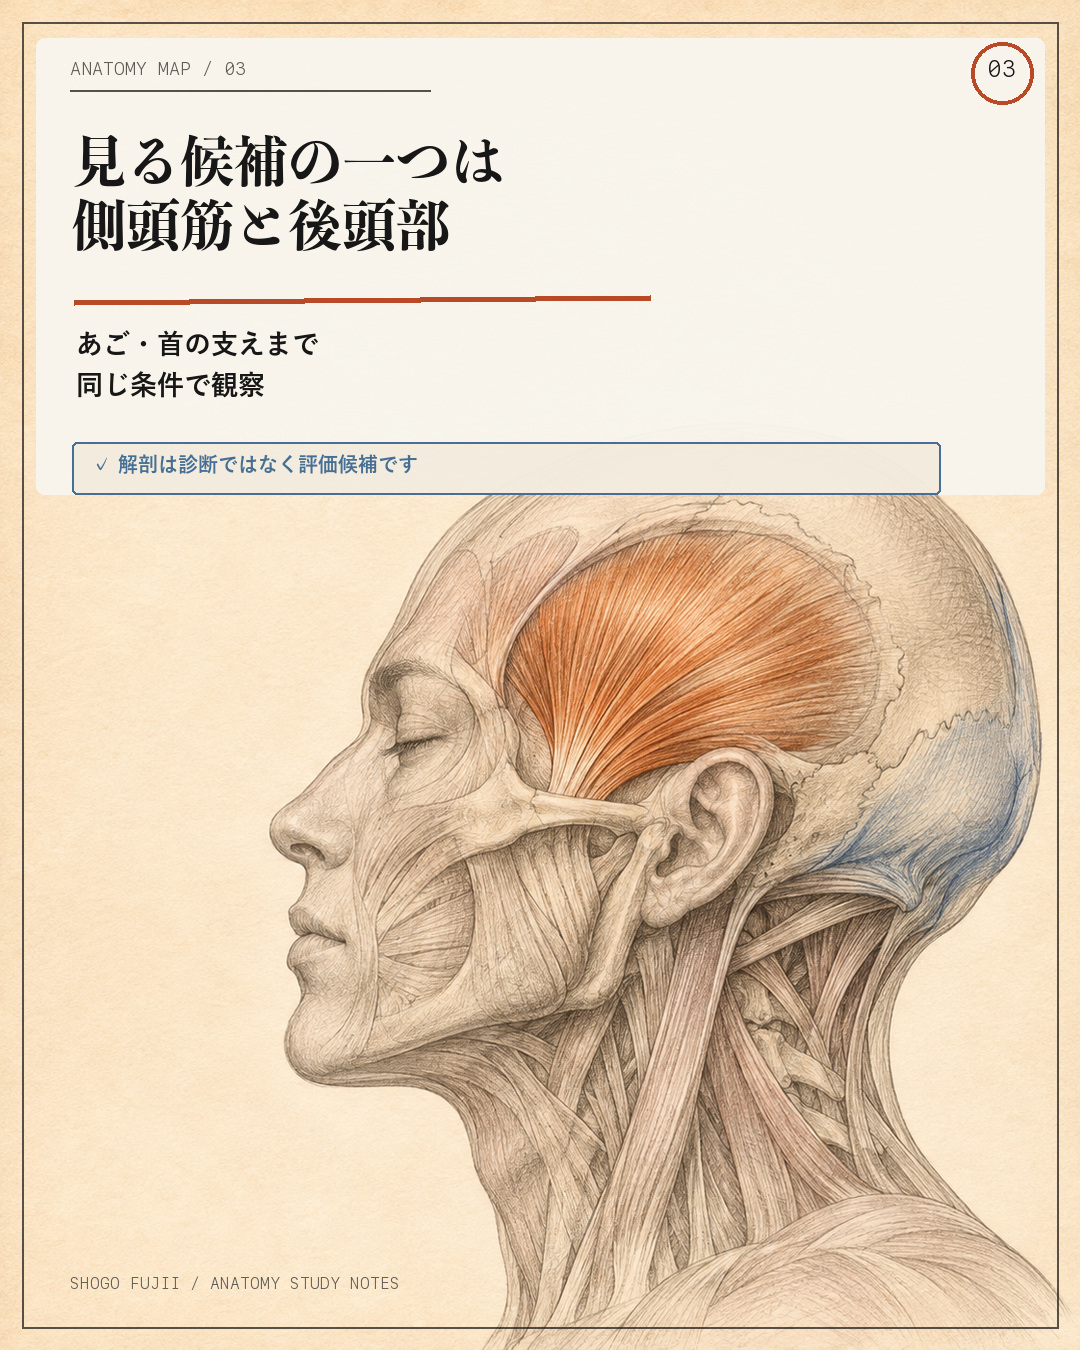 ANATOMY MAP / 03
03
見る候補の一つは
側頭筋と後頭部
あご・首の支えまで
同じ条件で観察
✓ 解剖は診断ではなく評価候補です
SHOGO FUJII / ANATOMY STUDY NOTES